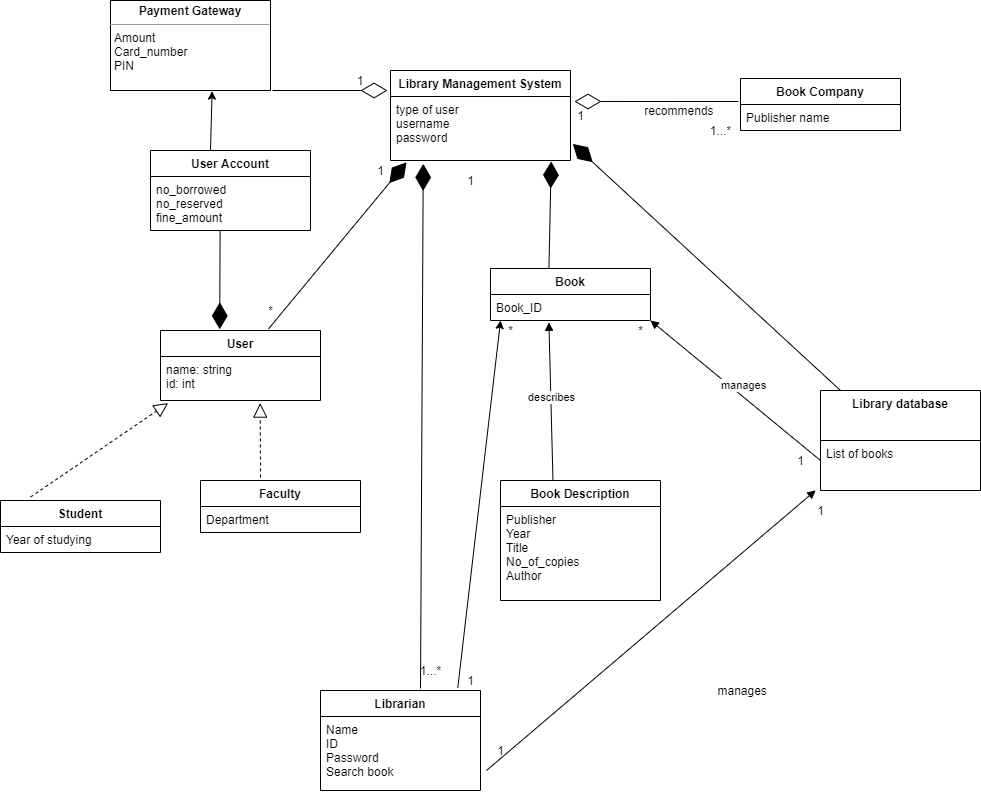 Payment Gateway
Amount
Card_number
PIN
1
Library Management System
type of user
username
password
1
recommends
1...*
Book Company
Publisher name
User Account
no_borrowed
no_reserved
fine_amount
1
1
*
Book
Book_ID
*
*
User
name: string
id: int
describes
manages
Library database
List of books
1
1
Student
Year of studying
Faculty
Department
Book Description
Publisher
Year
Title
No_of_copies
Author
1...*
1
manages
Librarian
Name
ID
Password
Search book
1